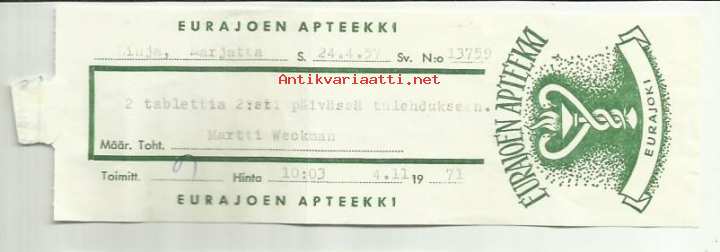 EURAJOEN APTEEKKI
Linja, Marjatta S. 24.4.57 Sv. N:o 13759
Antikvariaatti.net
2 tablettia 2:sti päivässä tulehdukseen.
Martti Weckman
Määr. Toht.
Toimitt. Hinta 10:03 4.11 19 71
EURAJOEN APTEEKKI
EURAJOEN APTEEKKI
EURAJOKI